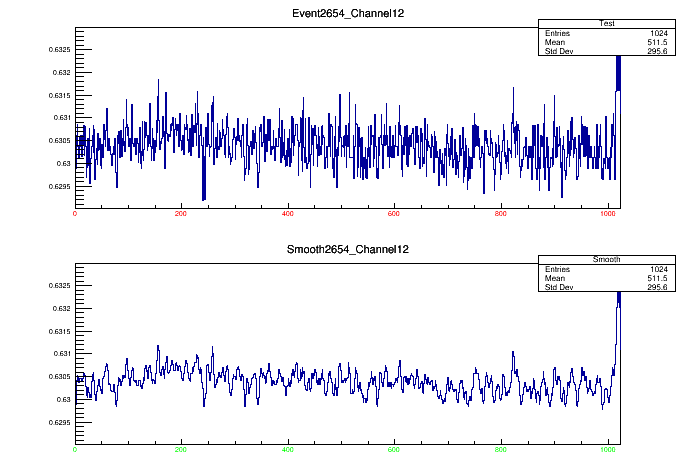 Event2654_Channel12
Test
Entries 1024
Mean 511.5
Std Dev 295.6
0.6325
0.632
0.6315
0.631
0.6305
0.63
0.6295
0 200 400 600 800 1000
Smooth2654_Channel12
Smooth
Entries 1024
Mean 511.5
Std Dev 295.6
0.6325
0.632
0.6315
0.631
0.6305
0.63
0.6295
0 200 400 600 800 1000